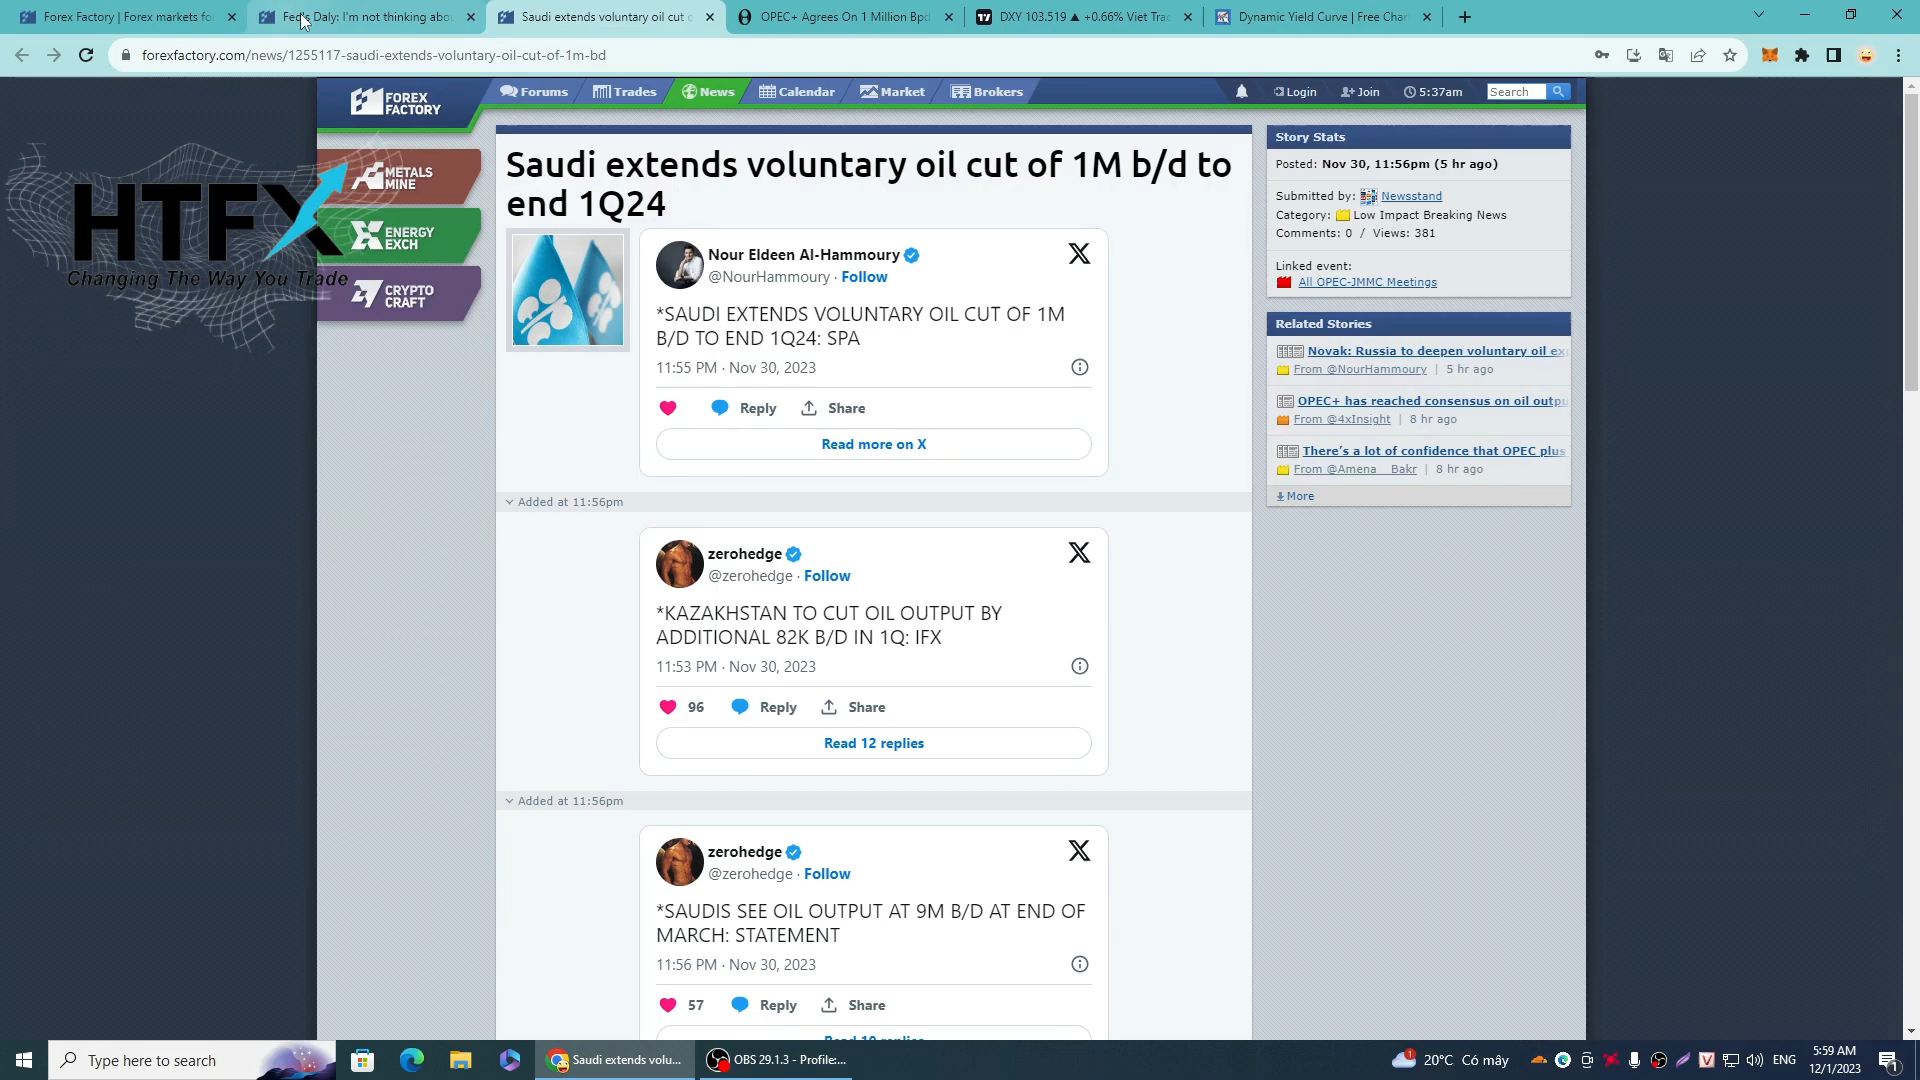 Forex Factory | Forex markets fo
Fed's Daly: I'm not thinking abou
Saudi extends voluntary oil cut o
OPEC+ Agrees On 1 Million Bpd
DXY 103.519 ▲ +0.66% Viet Trad
Dynamic Yield Curve | Free Char
forexfactory.com/news/1255117-saudi-extends-voluntary-oil-cut-of-1m-bd
FOREX FACTORY
Forums
Trades
News
Calendar
Market
Brokers
Login
Join
5:37am
Search
METALS MINE
ENERGY EXCH
CRYPTO CRAFT
HTFX
Changing The Way You Trade
Saudi extends voluntary oil cut of 1M b/d to
end 1Q24
Nour Eldeen Al-Hammoury
@NourHammoury · Follow
*SAUDI EXTENDS VOLUNTARY OIL CUT OF 1M
B/D TO END 1Q24: SPA
11:55 PM · Nov 30, 2023
Reply
Share
Read more on X
Added at 11:56pm
zerohedge
@zerohedge · Follow
*KAZAKHSTAN TO CUT OIL OUTPUT BY
ADDITIONAL 82K B/D IN 1Q: IFX
11:53 PM · Nov 30, 2023
96
Reply
Share
Read 12 replies
Added at 11:56pm
zerohedge
@zerohedge · Follow
*SAUDIS SEE OIL OUTPUT AT 9M B/D AT END OF
MARCH: STATEMENT
11:56 PM · Nov 30, 2023
57
Reply
Share
Story Stats
Posted: Nov 30, 11:56pm (5 hr ago)
Submitted by: Newsstand
Category: Low Impact Breaking News
Comments: 0 / Views: 381
Linked event:
All OPEC-JMMC Meetings
Related Stories
Novak: Russia to deepen voluntary oil ex
From @NourHammoury | 5 hr ago
OPEC+ has reached consensus on oil outpu
From @4xInsight | 8 hr ago
There's a lot of confidence that OPEC plus
From @Amena__Bakr | 8 hr ago
More
Type here to search
Saudi extends volu...
OBS 29.1.3 - Profile:...
1
20°C Có mây
ENG
5:59 AM
12/1/2023
1